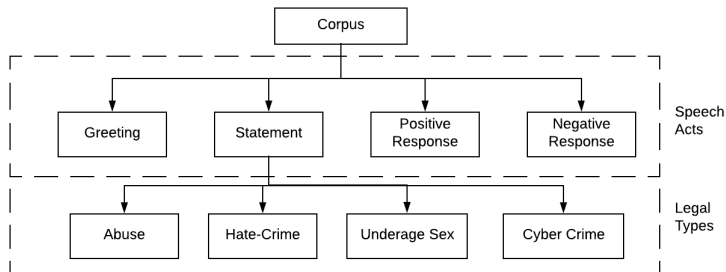 Corpus
Speech
Acts
Greeting
Statement
Positive
Response
Negative
Response
Legal
Types
Abuse
Hate-Crime
Underage Sex
Cyber Crime